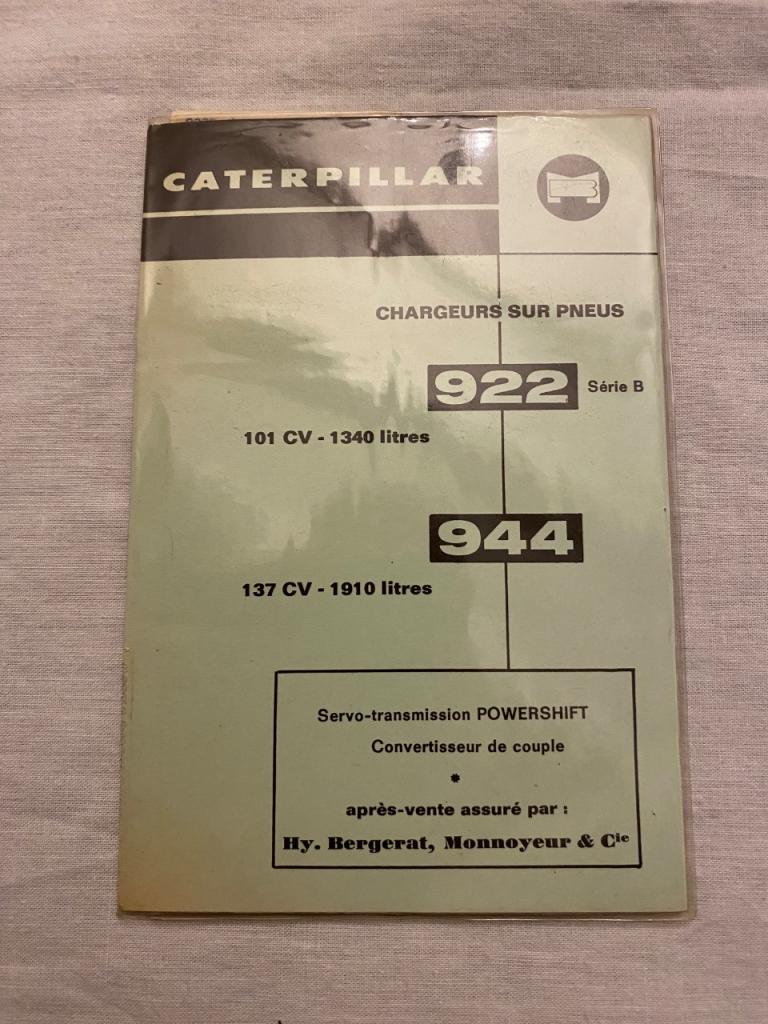 CATERPILLAR
CHARGEURS SUR PNEUS
922 Série B
101 CV - 1340 litres
944
137 CV - 1910 litres
Servo-transmission POWERSHIFT
Convertisseur de couple
*
après-vente assuré par :
Hy. Bergerat, Monnoyeur & Cie